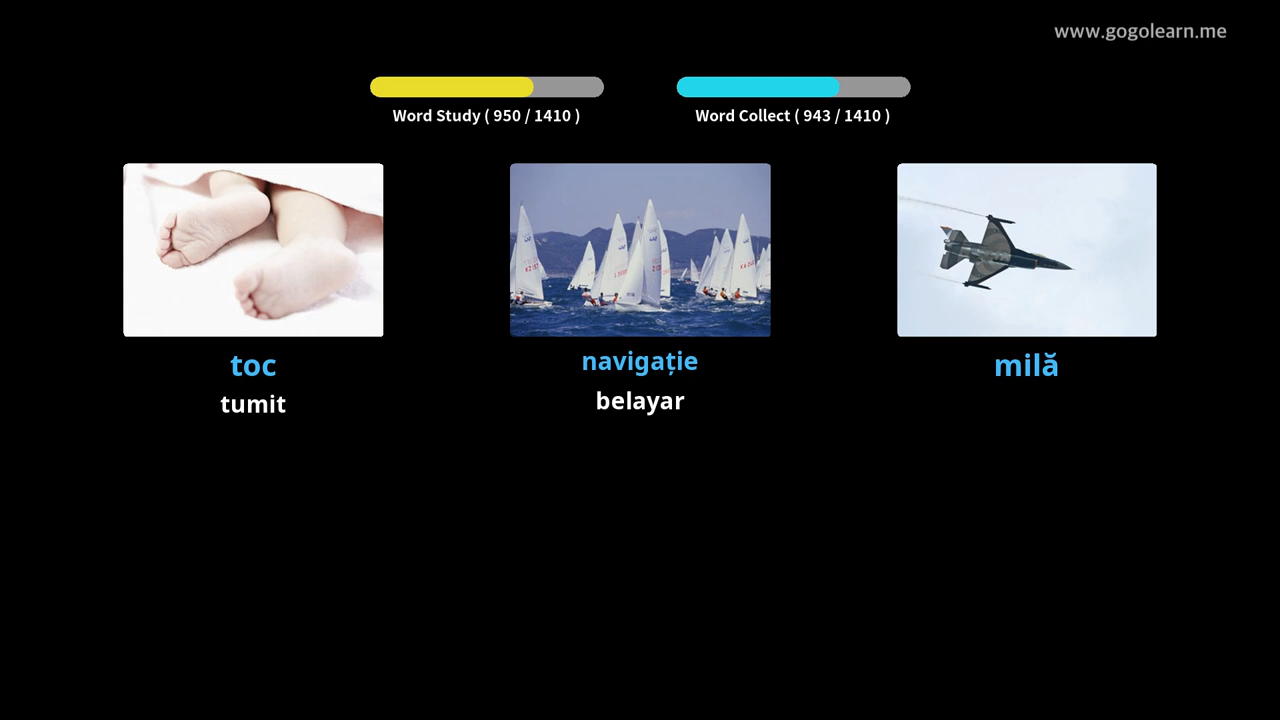 www.gogolearn.me
Word Study ( 950 / 1410 )
Word Collect ( 943 / 1410 )
toc
tumit
navigație
belayar
milă